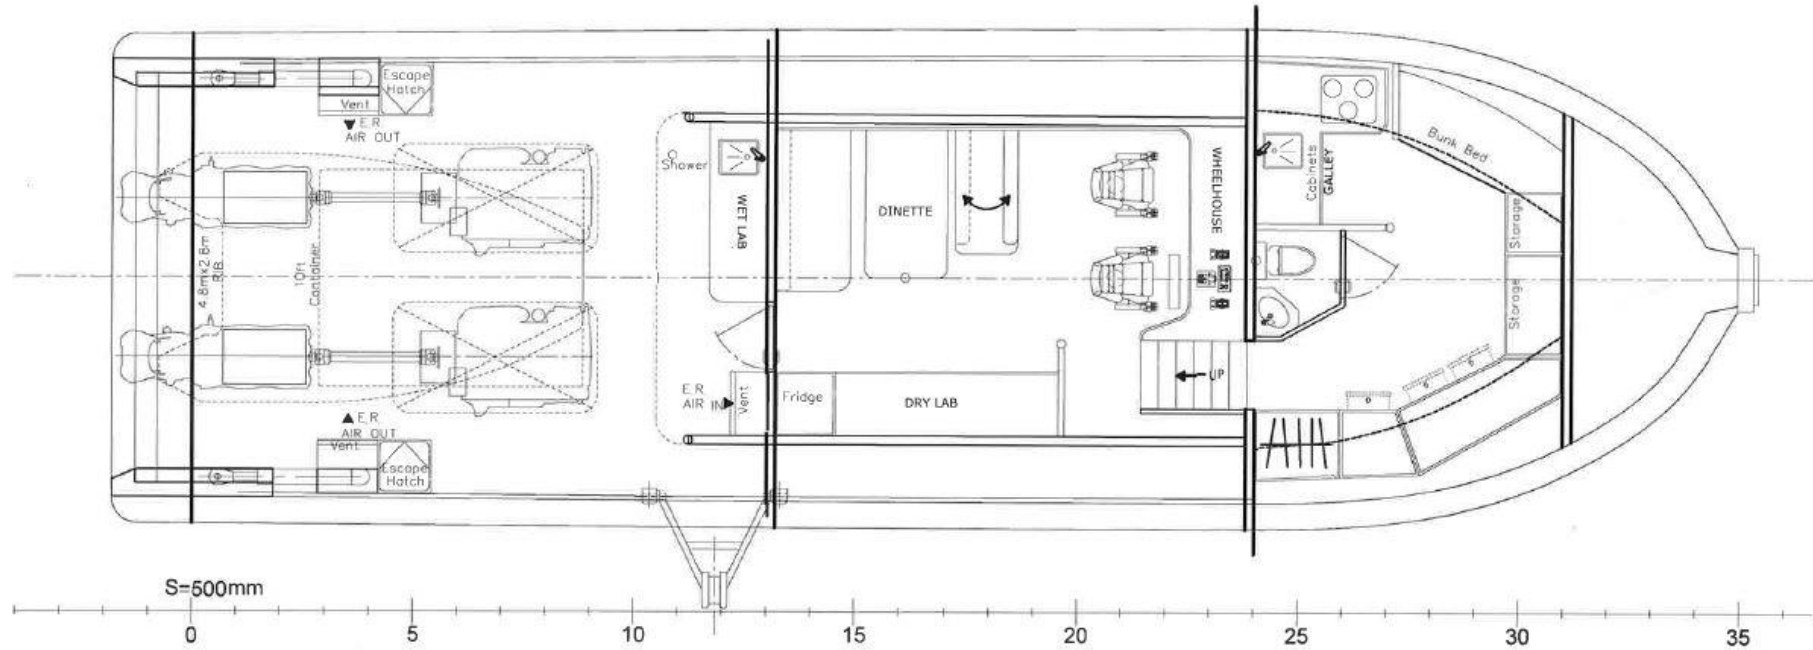 Escape
Hatch
Vent
E.R.
AIR OUT
Shower
WET LAB
DINETTE
WHEELHOUSE
Cabinets
GALLEY
Bunk Bed
Storage
Storage
4.8mx2.6m
RIB
10ft
Container
UP
E.R.
AIR IN
Vent
Fridge
DRY LAB
E.R.
AIR OUT
Vent
Escape
Hatch
S=500mm
0 5 10 15 20 25 30 35